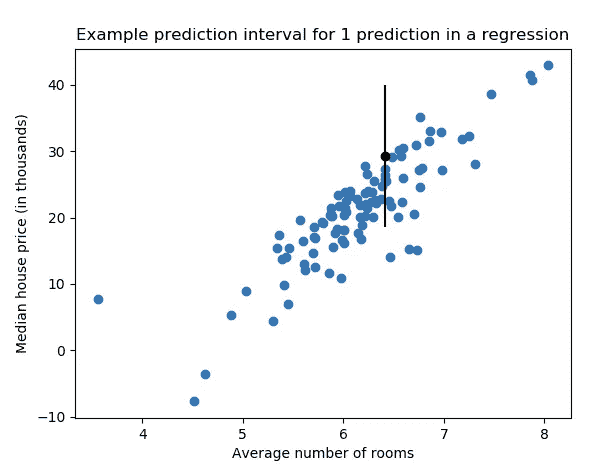 Example prediction interval for 1 prediction in a regression
Median house price (in thousands)
40
30
20
10
0
−10
4 5 6 7 8
Average number of rooms